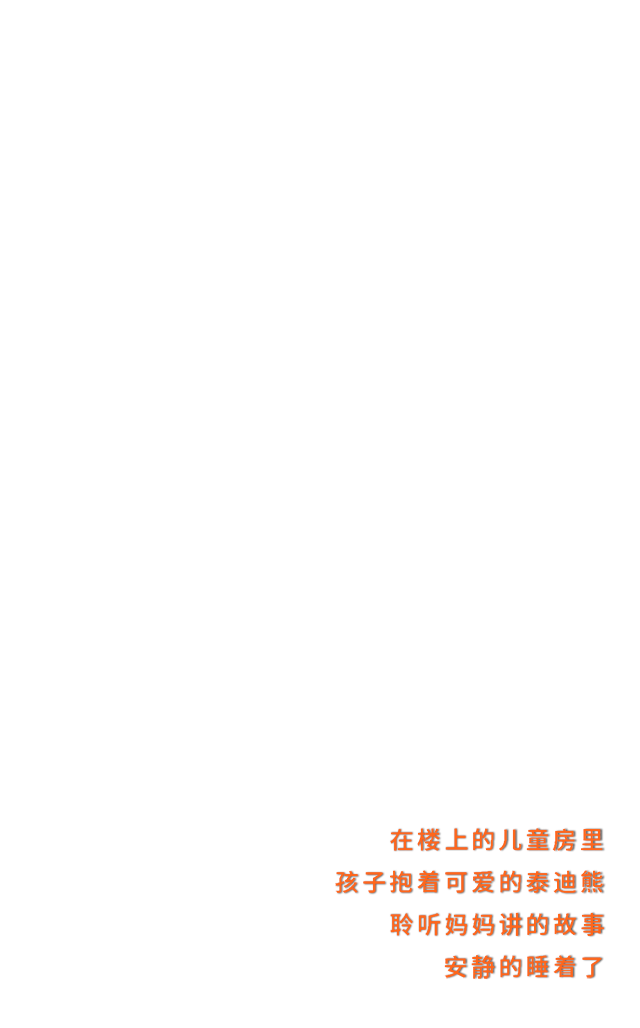 在楼上的儿童房里
孩子抱着可爱的泰迪熊
聆听妈妈讲的故事
安静的睡着了